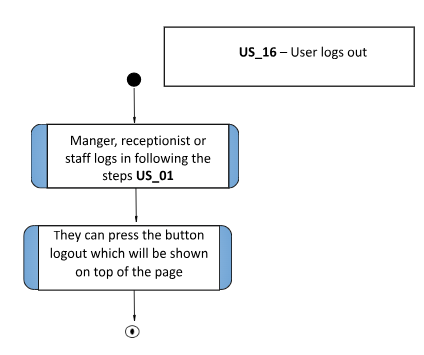 US_16 – User logs out
Manger, receptionist or
staff logs in following the
steps US_01
They can press the button
logout which will be shown
on top of the page